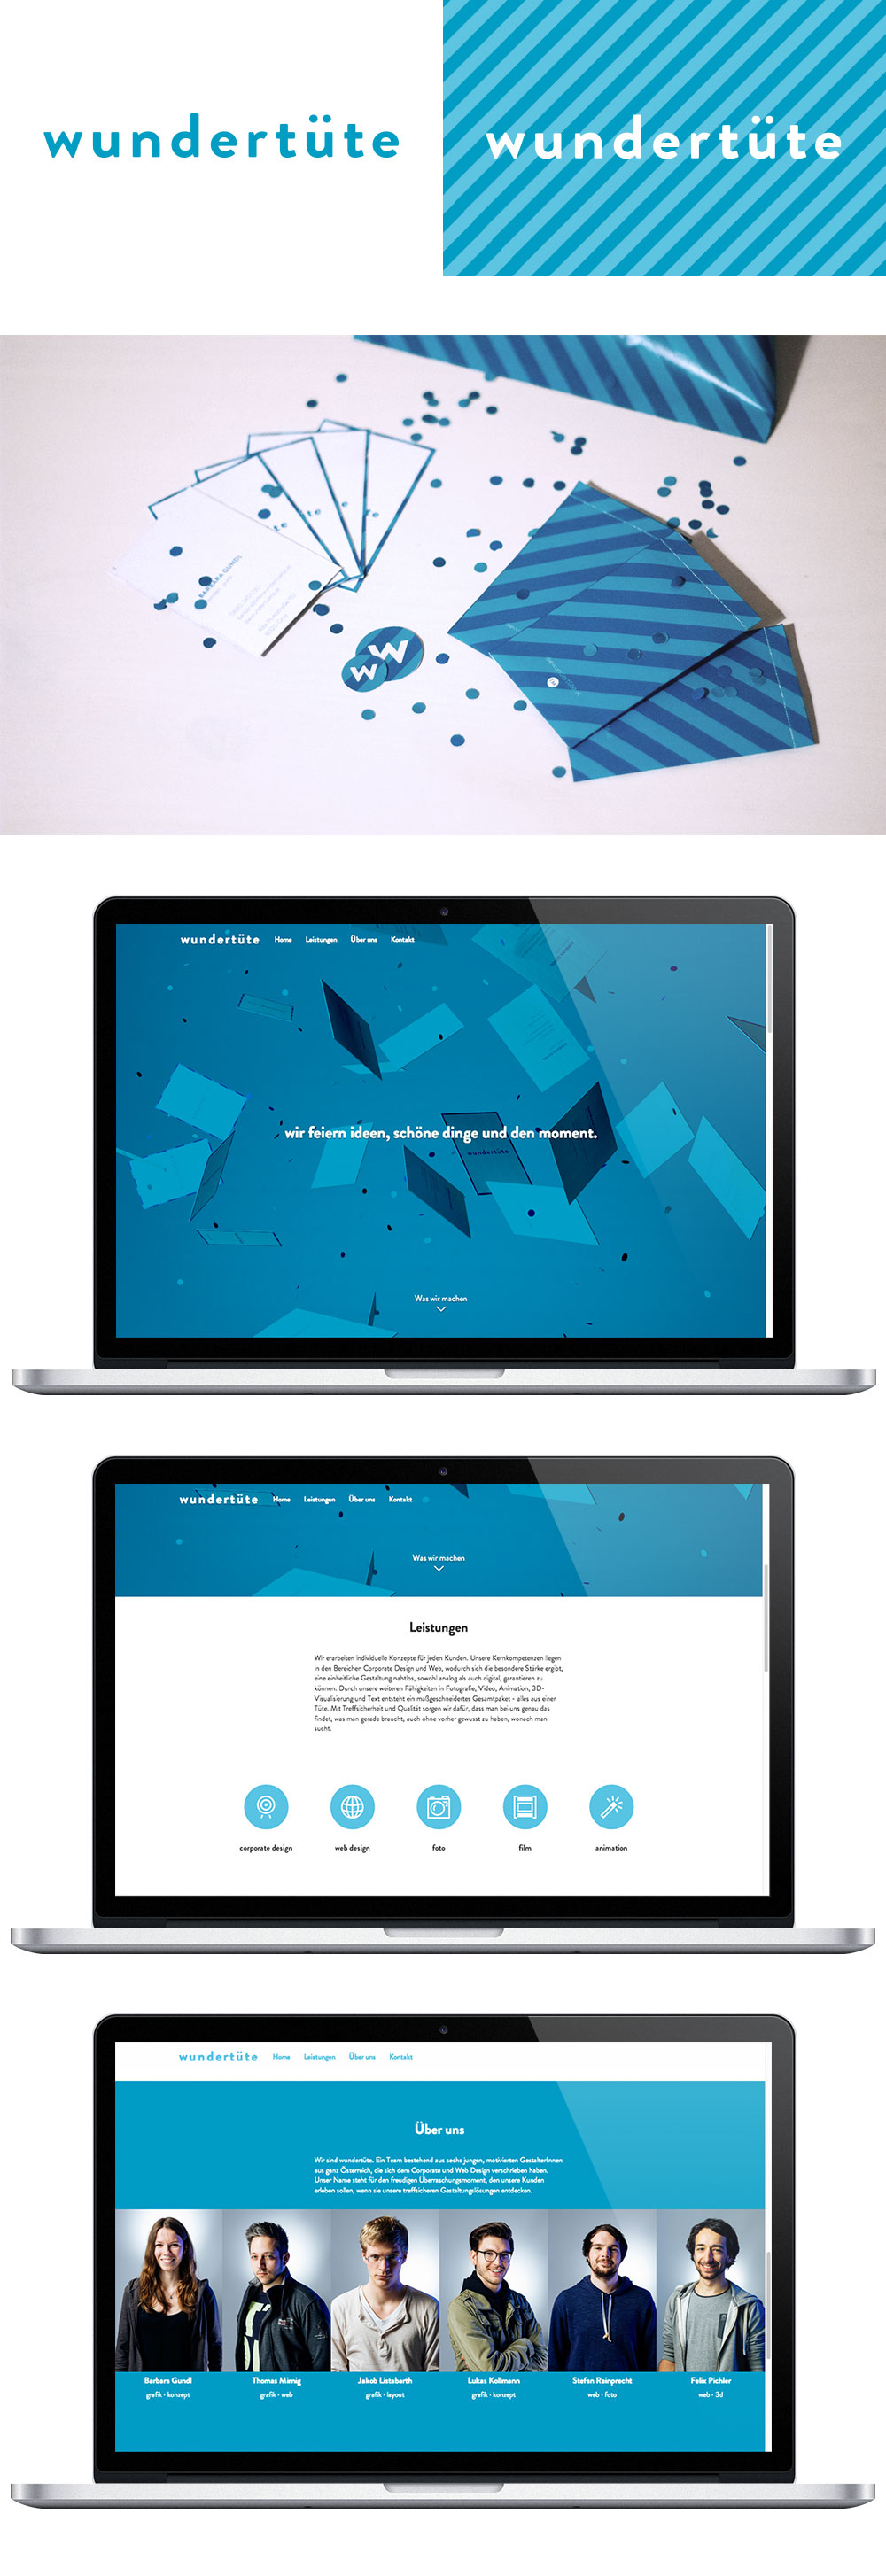 wundertüte
wundertüte
BARBARA GUNDL
w
w
wundertüte Home Leistungen Über uns Kontakt
wir feiern ideen, schöne dinge und den moment.
wundertüte
Was wir machen
wundertüte Home Leistungen Über uns Kontakt
Was wir machen
Leistungen
Wir erarbeiten individuelle Konzepte für jeden Kunden. Unsere Kernkompetenzen liegen
in den Bereichen Corporate Design und Web, wodurch sich die besondere Stärke ergibt,
eine einheitliche Gestaltung nahtlos, sowohl analog als auch digital, garantieren zu
können. Durch unsere weiteren Fähigkeiten in Fotografie, Video, Animation, 3D-
Visualisierung und Text entsteht ein maßgeschneidertes Gesamtpaket - alles aus einer
Tüte. Mit Treffsicherheit und Qualität sorgen wir dafür, dass man bei uns genau das
findet, was man gerade braucht, auch ohne vorher gewusst zu haben, wonach man
sucht.
corporate design web design foto film animation
wundertüte Home Leistungen Über uns Kontakt
Über uns
Wir sind wundertüte. Ein Team bestehend aus sechs jungen, motivierten GestalterInnen
aus ganz Österreich, die sich dem Corporate und Web Design verschrieben haben.
Unser Name steht für den freudigen Überraschungsmoment, den unsere Kunden
erleben sollen, wenn sie unsere treffsicheren Gestaltungslösungen entdecken.
Barbara Gundl Thomas Mirnig Jakob Listabarth Lukas Kollmann Stefan Reinprecht Felix Pichler
grafik · konzept grafik · web grafik · layout grafik · konzept web · foto web · 3d